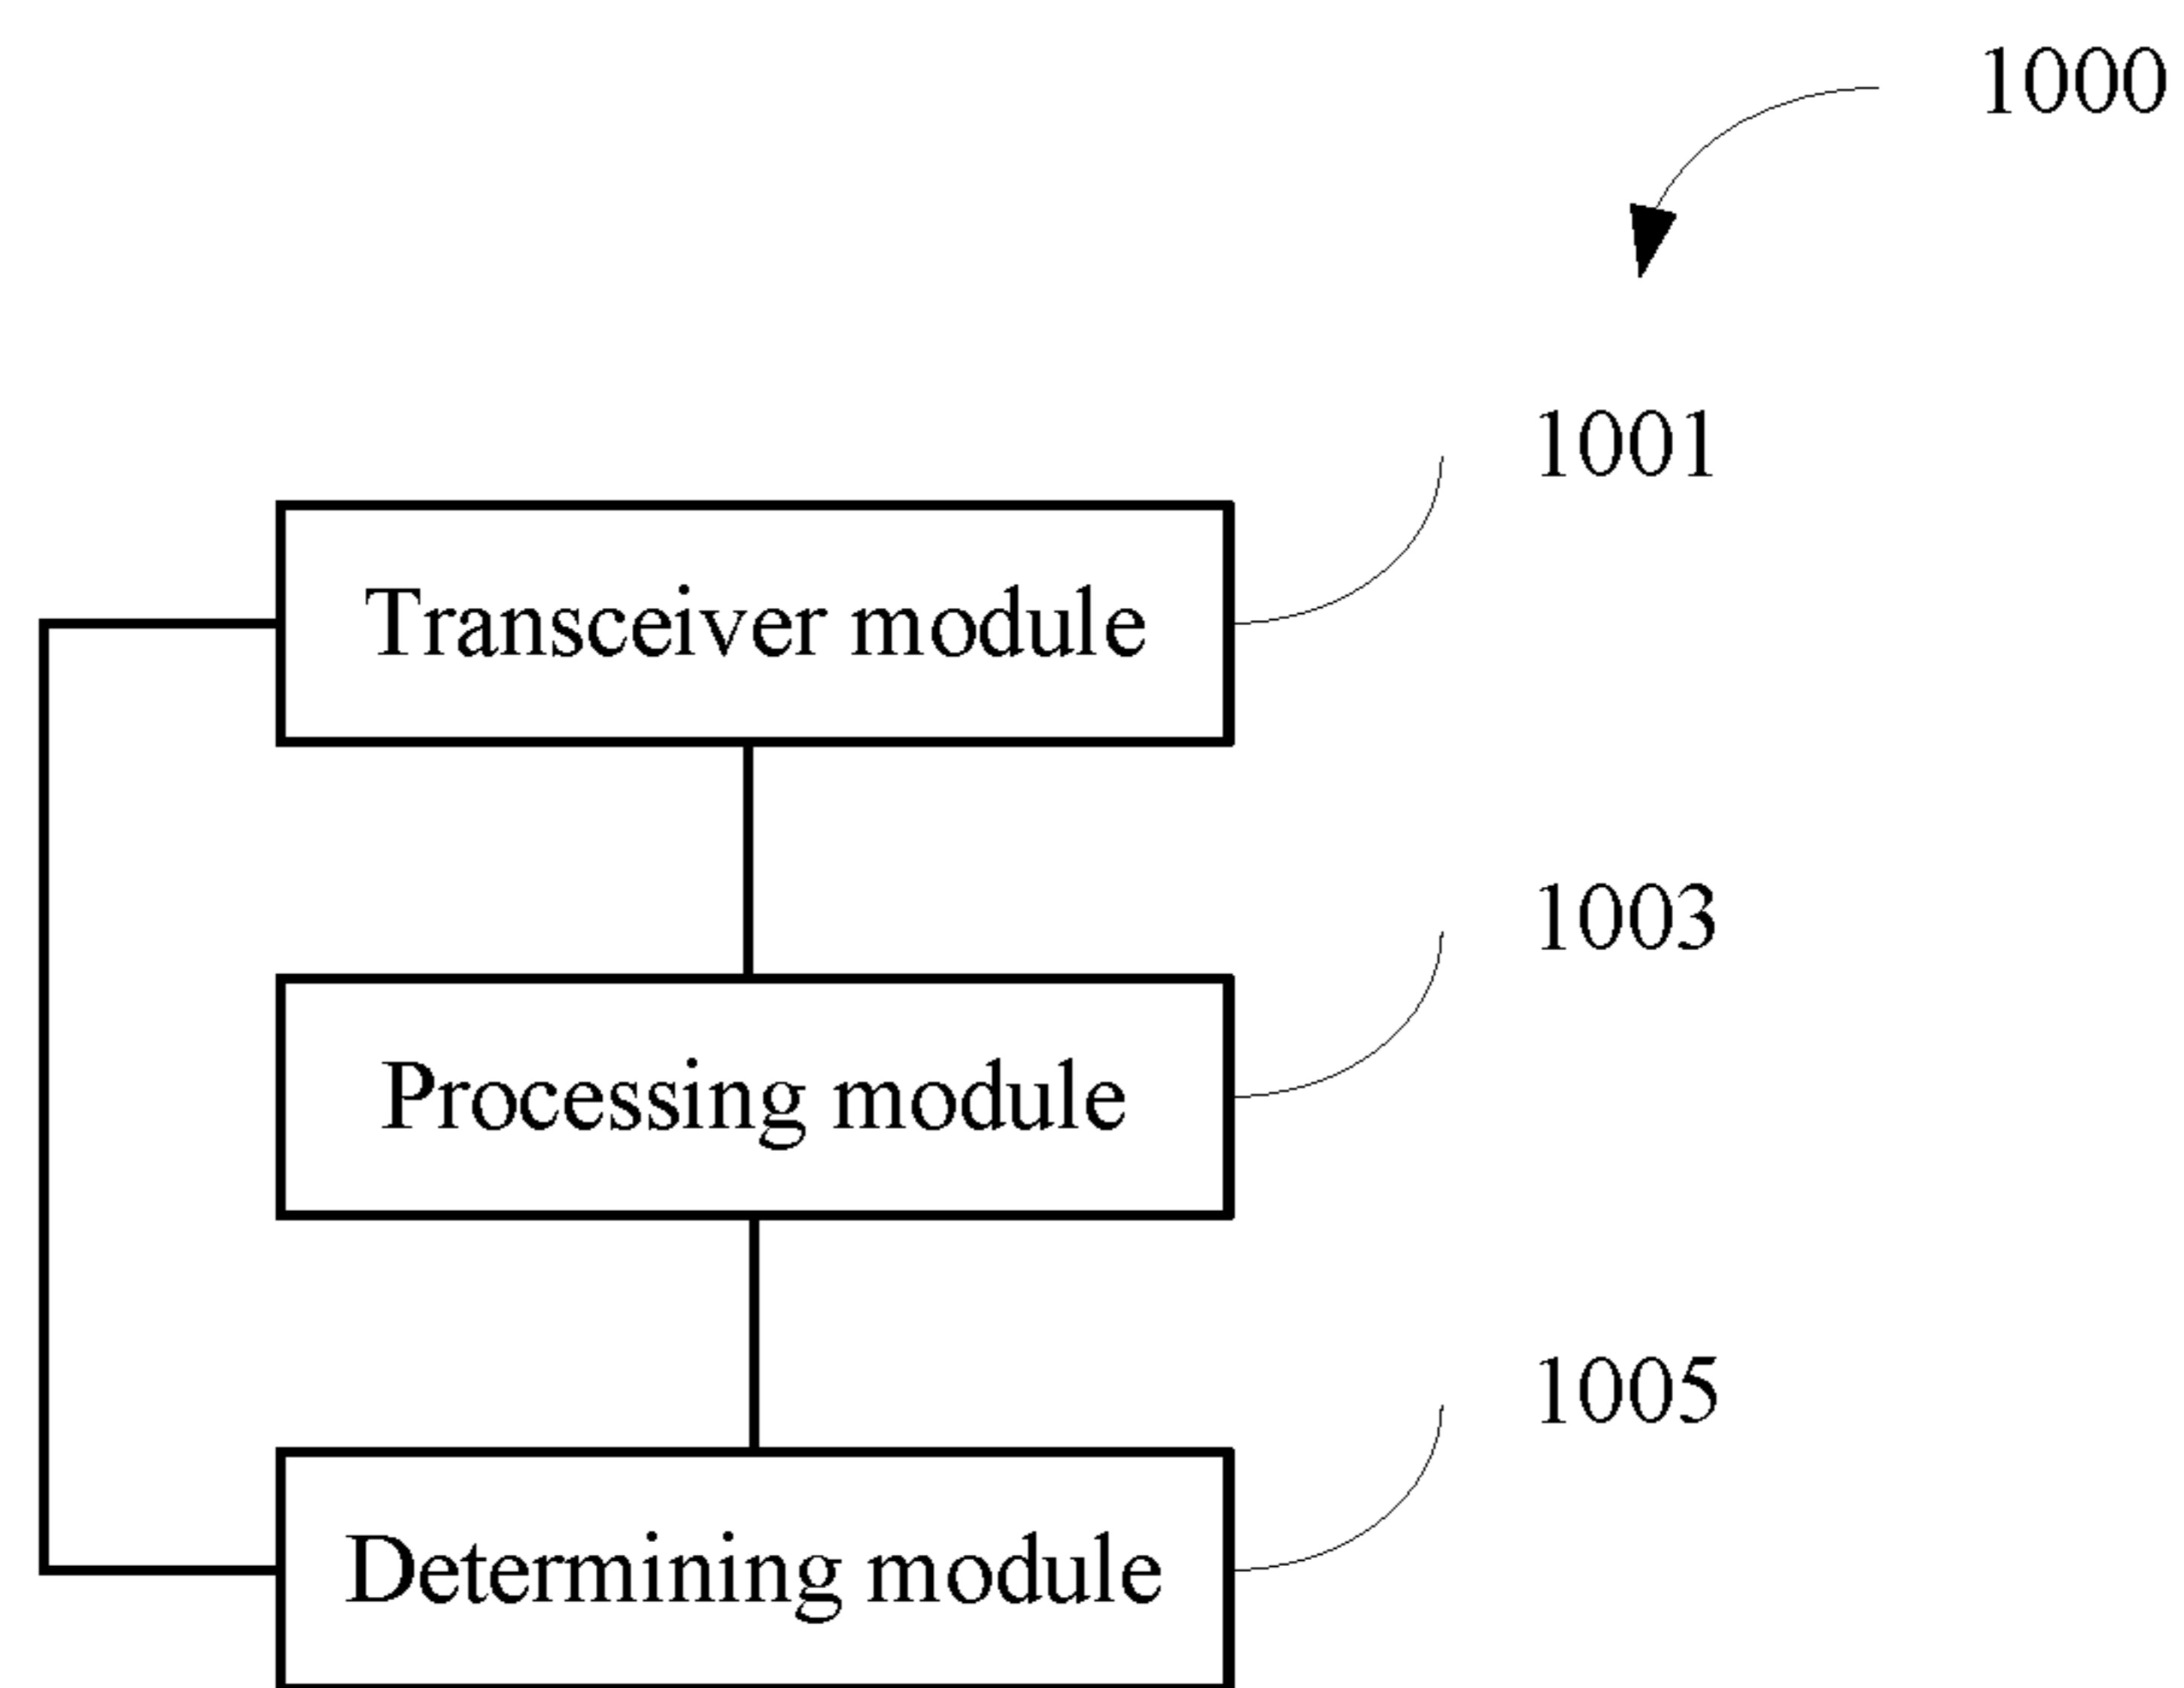 1000
1001
Transceiver module
1003
Processing module
1005
Determining module